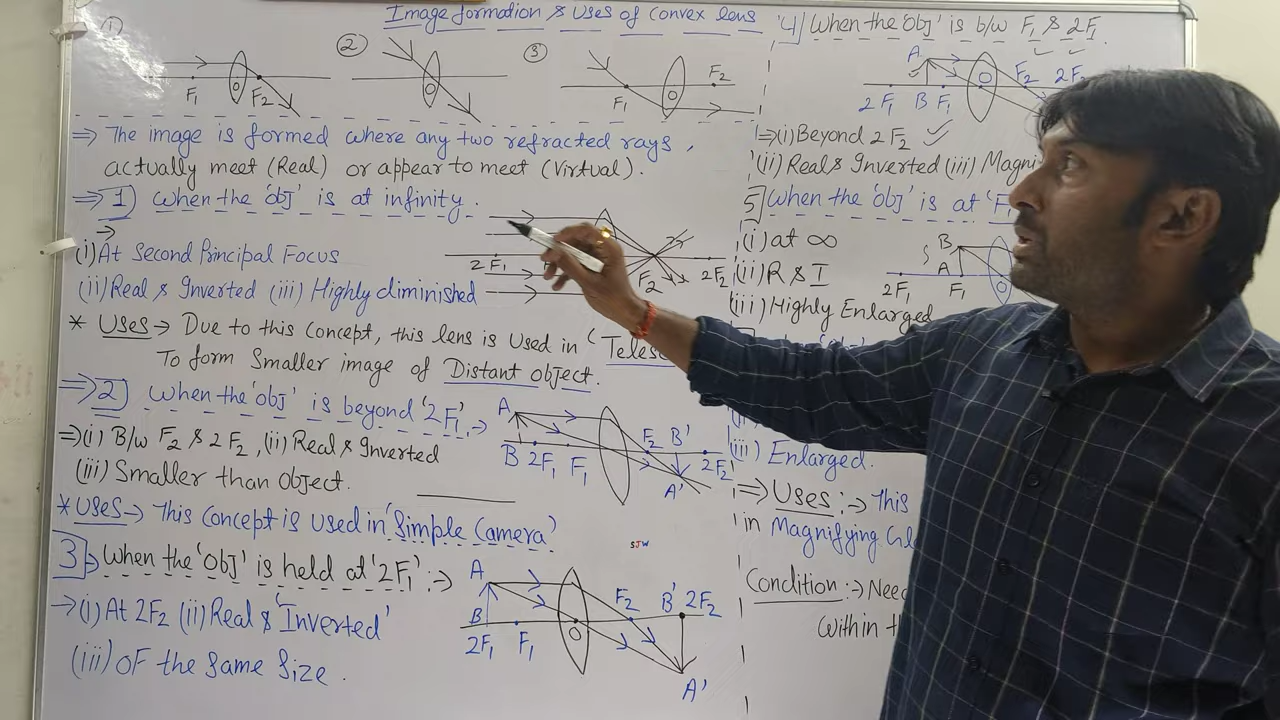 Image formation & Uses of Convex lens
①
②
③
F₁ F₂ O
O
F₁ O F₂
⇒ The image is formed where any two refracted rays,
actually meet (Real) or appear to meet (Virtual).
⇒ 1] When the 'obj' is at infinity.
→
(i) At Second Principal Focus
(ii) Real & Inverted (iii) Highly diminished
2F₁ F₂ 2F₂
* Uses → Due to this Concept, this lens is Used in
To form Smaller image of Distant object.
⇒ 2] When the 'obj' is beyond '2F₁'. →
⇒ (i) B/w F₂ & 2F₂, (ii) Real & Inverted
(iii) Smaller than object.
A B 2F₁ F₁ F₂ B' 2F₂ A'
* Uses → This Concept is Used in 'Simple Camera'
SJW
3] → When the 'obj' is held at '2F₁' :→
→ (i) At 2F₂ (ii) Real & 'Inverted'
(iii) OF the Same Size.
A B 2F₁ F₁ O F₂ B' 2F₂ A'
4] When the 'obj' is b/w F₁ & 2F₁.
A 2F₁ B F₁ O F₂ 2F₂
⇒ (i) Beyond 2F₂ ✓
(ii) Real & Inverted (iii)
5] When the 'obj' is at
(i) at ∞
(ii) R & I
(iii) Highly Enlarged
B A 2F₁ F₁ O
(iii) Enlarged.
⇒ Uses :→ This
in Magnifying
Condition :→
Within